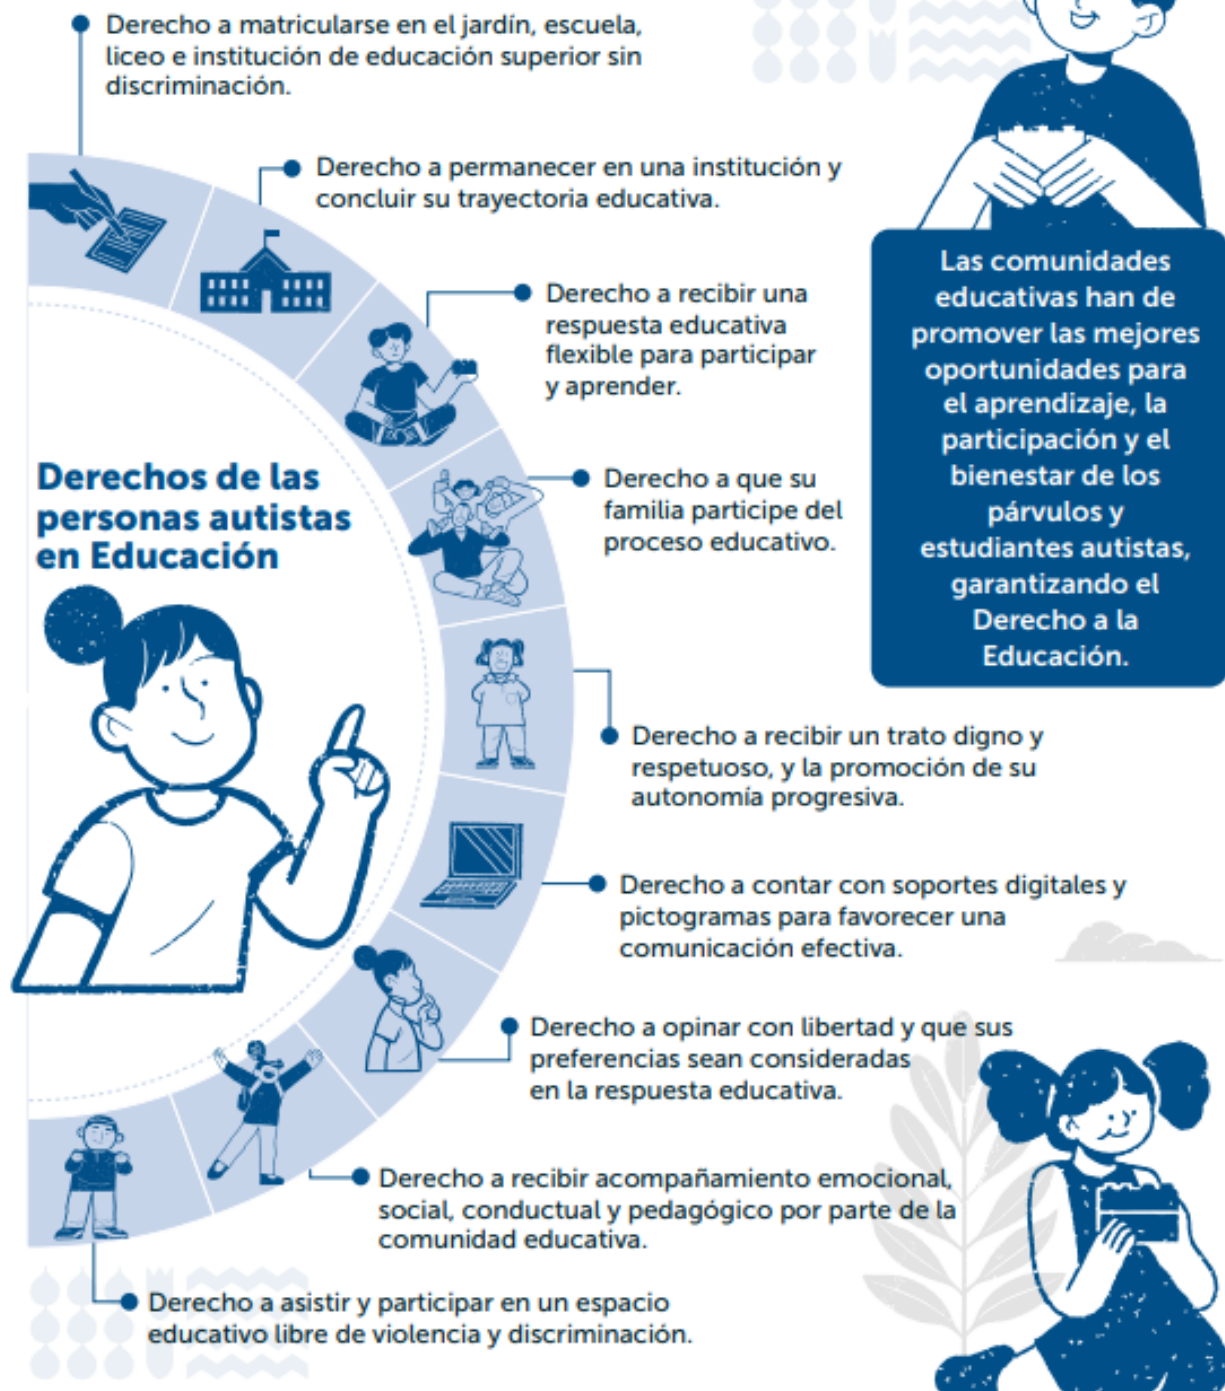 Derecho a matricularse en el jardín, escuela,
liceo e institución de educación superior sin
discriminación.
Derecho a permanecer en una institución y
concluir su trayectoria educativa.
Derecho a recibir una
respuesta educativa
flexible para participar
y aprender.
Las comunidades
educativas han de
promover las mejores
oportunidades para
el aprendizaje, la
participación y el
bienestar de los
párvulos y
estudiantes autistas,
garantizando el
Derecho a la
Educación.
Derechos de las
personas autistas
en Educación
Derecho a que su
familia participe del
proceso educativo.
Derecho a recibir un trato digno y
respetuoso, y la promoción de su
autonomía progresiva.
Derecho a contar con soportes digitales y
pictogramas para favorecer una
comunicación efectiva.
Derecho a opinar con libertad y que sus
preferencias sean consideradas
en la respuesta educativa.
Derecho a recibir acompañamiento emocional,
social, conductual y pedagógico por parte de la
comunidad educativa.
Derecho a asistir y participar en un espacio
educativo libre de violencia y discriminación.